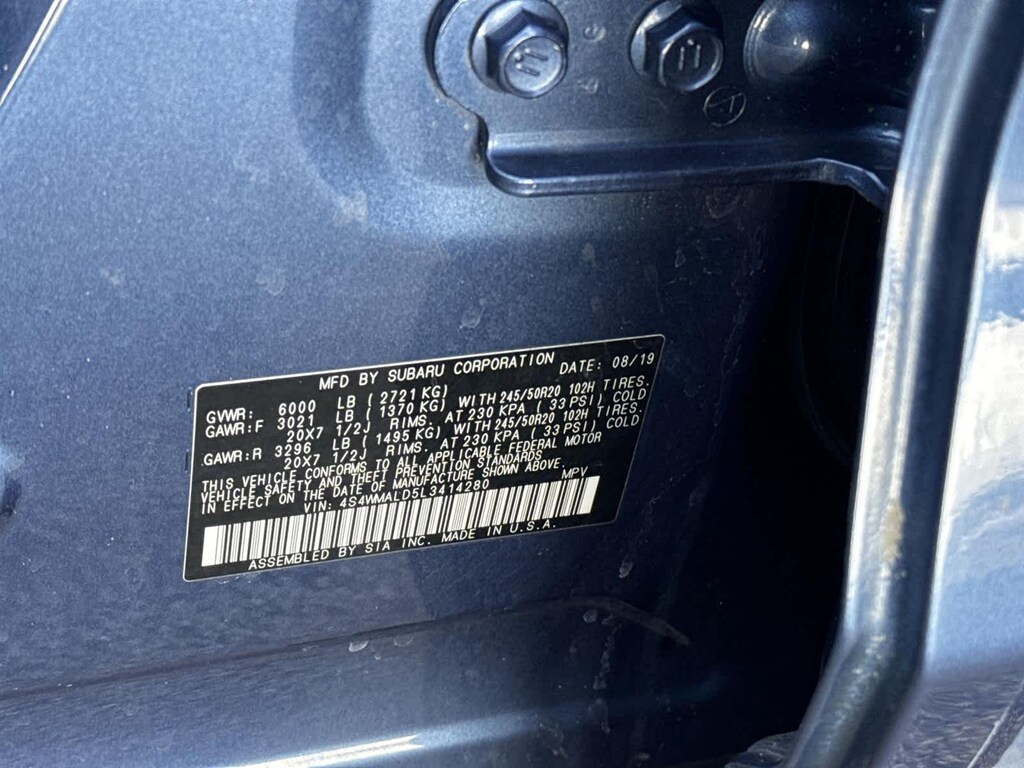 MFD BY SUBARU CORPORATION DATE: 08/19
GVWR: 6000 LB (2721 KG)
GAWR:F 3021 LB (1370 KG) WITH 245/50R20 102H TIRES.
20X7 1/2J RIMS. AT 230 KPA (33 PSI) COLD
GAWR:R 3296 LB (1495 KG) WITH 245/50R20 102H TIRES.
20X7 1/2J RIMS. AT 230 KPA (33 PSI) COLD
THIS VEHICLE CONFORMS TO ALL APPLICABLE FEDERAL MOTOR
VEHICLE SAFETY AND THEFT PREVENTION STANDARDS
IN EFFECT ON THE DATE OF MANUFACTURE SHOWN ABOVE.
VIN: 4S4WMALD5L3414280 MPV
ASSEMBLED BY SIA INC. MADE IN U.S.A.